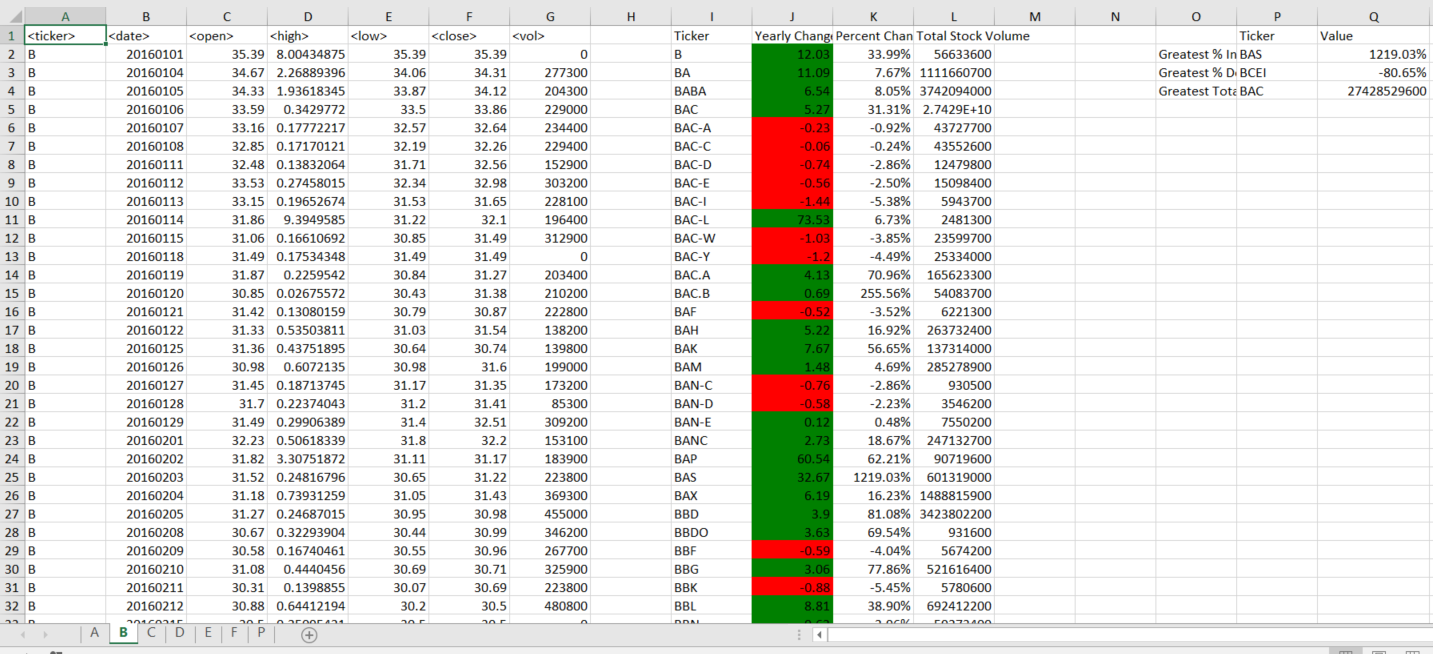 A B C D E F G H I J K L M N O P Q
1 <ticker> <date> <open> <high> <low> <close> <vol> Ticker Yearly Change Percent Chan Total Stock Volume Ticker Value
2 B 20160101 35.39 8.00434875 35.39 35.39 0 B 12.03 33.99% 56633600 Greatest % In BAS 1219.03%
3 B 20160104 34.67 2.26889396 34.06 34.31 277300 BA 11.09 7.67% 1111660700 Greatest % De BCEI -80.65%
4 B 20160105 34.33 1.93618345 33.87 34.12 204300 BABA 6.54 8.05% 3742094000 Greatest Tota BAC 27428529600
5 B 20160106 33.59 0.3429772 33.5 33.86 229000 BAC 5.27 31.31% 2.7429E+10
6 B 20160107 33.16 0.17772217 32.57 32.64 234400 BAC-A -0.23 -0.92% 43727700
7 B 20160108 32.85 0.17170121 32.19 32.26 229400 BAC-C -0.06 -0.24% 43552600
8 B 20160111 32.48 0.13832064 31.71 32.56 152900 BAC-D -0.74 -2.86% 12479800
9 B 20160112 33.53 0.27458015 32.34 32.98 303200 BAC-E -0.56 -2.50% 15098400
10 B 20160113 33.15 0.19652674 31.53 31.65 228100 BAC-I -1.44 -5.38% 5943700
11 B 20160114 31.86 9.3949585 31.22 32.1 196400 BAC-L 73.53 6.73% 2481300
12 B 20160115 31.06 0.16610692 30.85 31.49 312900 BAC-W -1.03 -3.85% 23599700
13 B 20160118 31.49 0.17534348 31.49 31.49 0 BAC-Y -1.2 -4.49% 25334000
14 B 20160119 31.87 0.2259542 30.84 31.27 203400 BAC.A 4.13 70.96% 165623300
15 B 20160120 30.85 0.02675572 30.43 31.38 210200 BAC.B 0.69 255.56% 54083700
16 B 20160121 31.42 0.13080159 30.79 30.87 222800 BAF -0.52 -3.52% 6221300
17 B 20160122 31.33 0.53503811 31.03 31.54 138200 BAH 5.22 16.92% 263732400
18 B 20160125 31.36 0.43751895 30.64 30.74 139800 BAK 7.67 56.65% 137314000
19 B 20160126 30.98 0.6072135 30.98 31.6 199000 BAM 1.48 4.69% 285278900
20 B 20160127 31.45 0.18713745 31.17 31.35 173200 BAN-C -0.76 -2.86% 930500
21 B 20160128 31.7 0.22374043 31.2 31.41 85300 BAN-D -0.58 -2.23% 3546200
22 B 20160129 31.49 0.29906389 31.4 32.51 309200 BAN-E 0.12 0.48% 7550200
23 B 20160201 32.23 0.50618339 31.8 32.2 153100 BANC 2.73 18.67% 247132700
24 B 20160202 31.82 3.30751872 31.11 31.17 183900 BAP 60.54 62.21% 90719600
25 B 20160203 31.52 0.24816796 30.65 31.22 223800 BAS 32.67 1219.03% 601319000
26 B 20160204 31.18 0.73931259 31.05 31.43 369300 BAX 6.19 16.23% 1488815900
27 B 20160205 31.27 0.24687015 30.95 30.98 455000 BBD 3.9 81.08% 3423802200
28 B 20160208 30.67 0.32293904 30.44 30.99 346200 BBDO 3.63 69.54% 931600
29 B 20160209 30.58 0.16740461 30.55 30.96 267700 BBF -0.59 -4.04% 5674200
30 B 20160210 31.08 0.4440456 30.69 30.71 325900 BBG 3.06 77.86% 521616400
31 B 20160211 30.31 0.1398855 30.07 30.69 223800 BBK -0.88 -5.45% 5780600
32 B 20160212 30.88 0.64412194 30.2 30.5 480800 BBL 8.81 38.90% 692412200
A B C D E F P